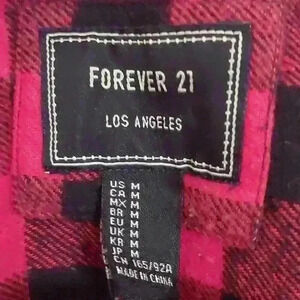 FOREVER 21
LOS ANGELES
US M
CA M
MX M
BR M
EU M
UK M
KR M
JP M
CN 165/92A
MADE IN CHINA